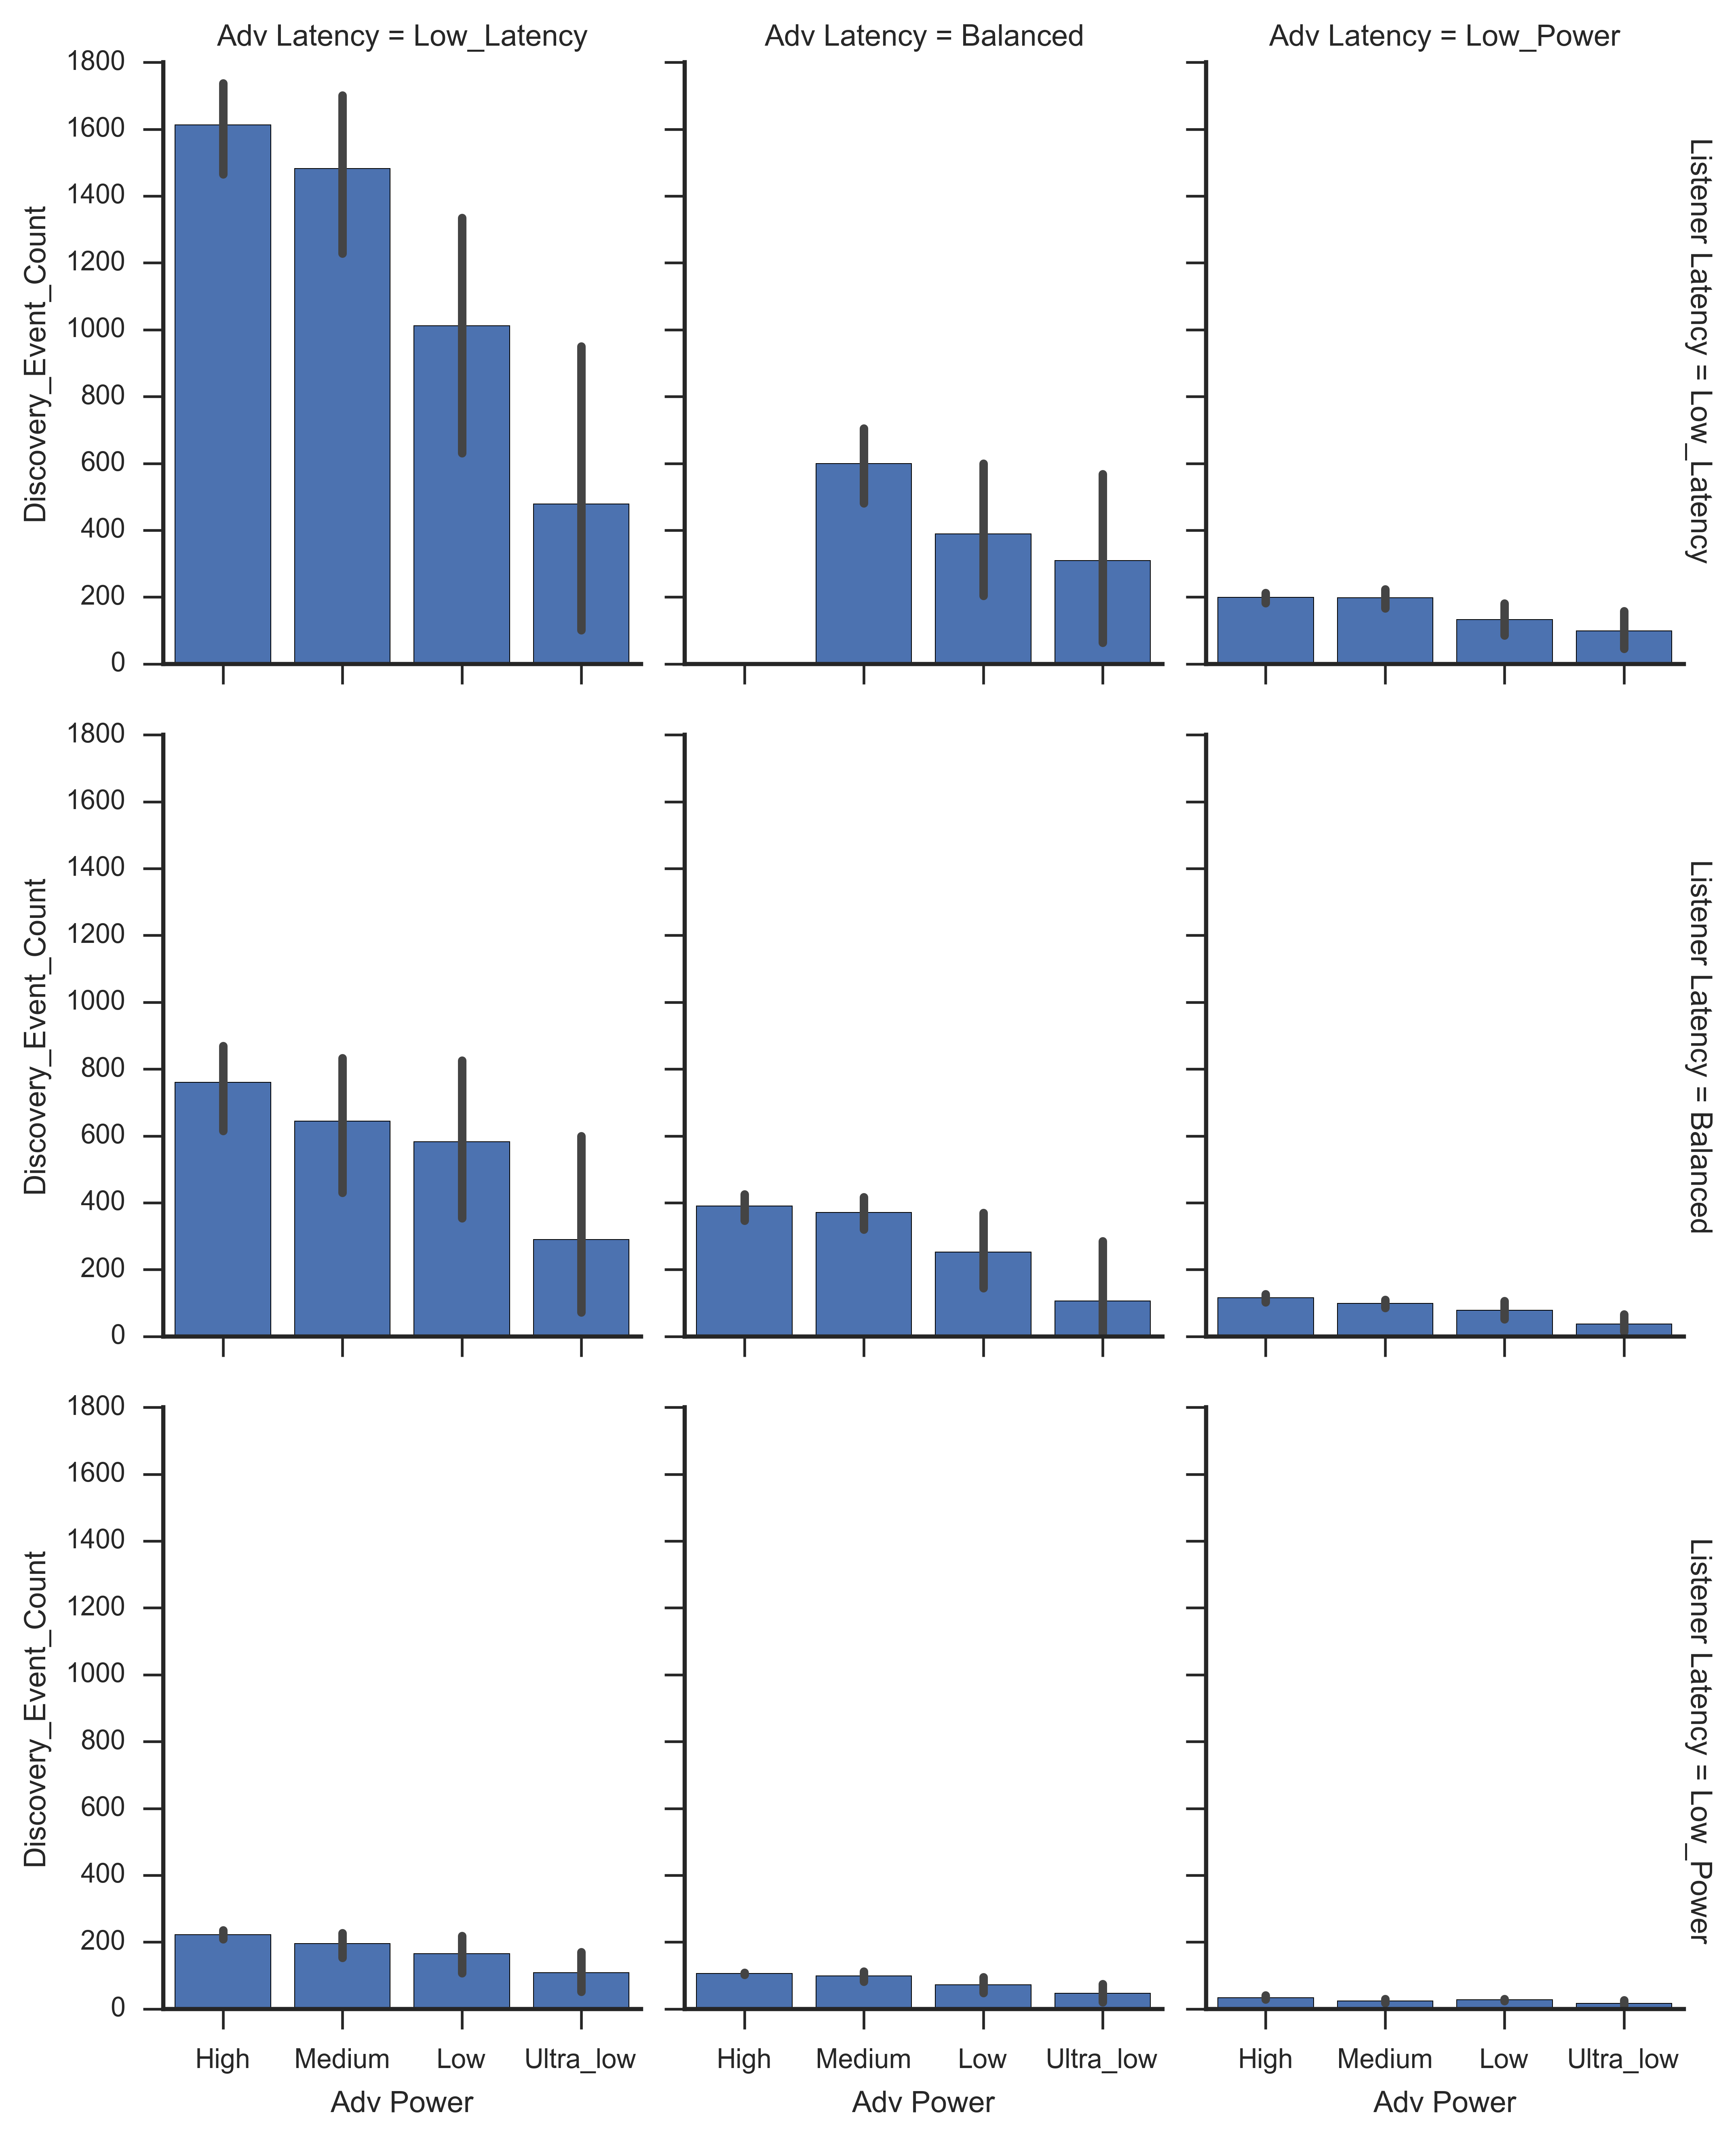 Adv Latency = Low_Latency
Adv Latency = Balanced
Adv Latency = Low_Power
1800
1600
1400
1200
1000
800
600
400
200
0
Discovery_Event_Count
Listener Latency = Low_Latency
1800
1600
1400
1200
1000
800
600
400
200
0
Discovery_Event_Count
Listener Latency = Balanced
1800
1600
1400
1200
1000
800
600
400
200
0
Discovery_Event_Count
Listener Latency = Low_Power
High Medium Low Ultra_low
High Medium Low Ultra_low
High Medium Low Ultra_low
Adv Power
Adv Power
Adv Power